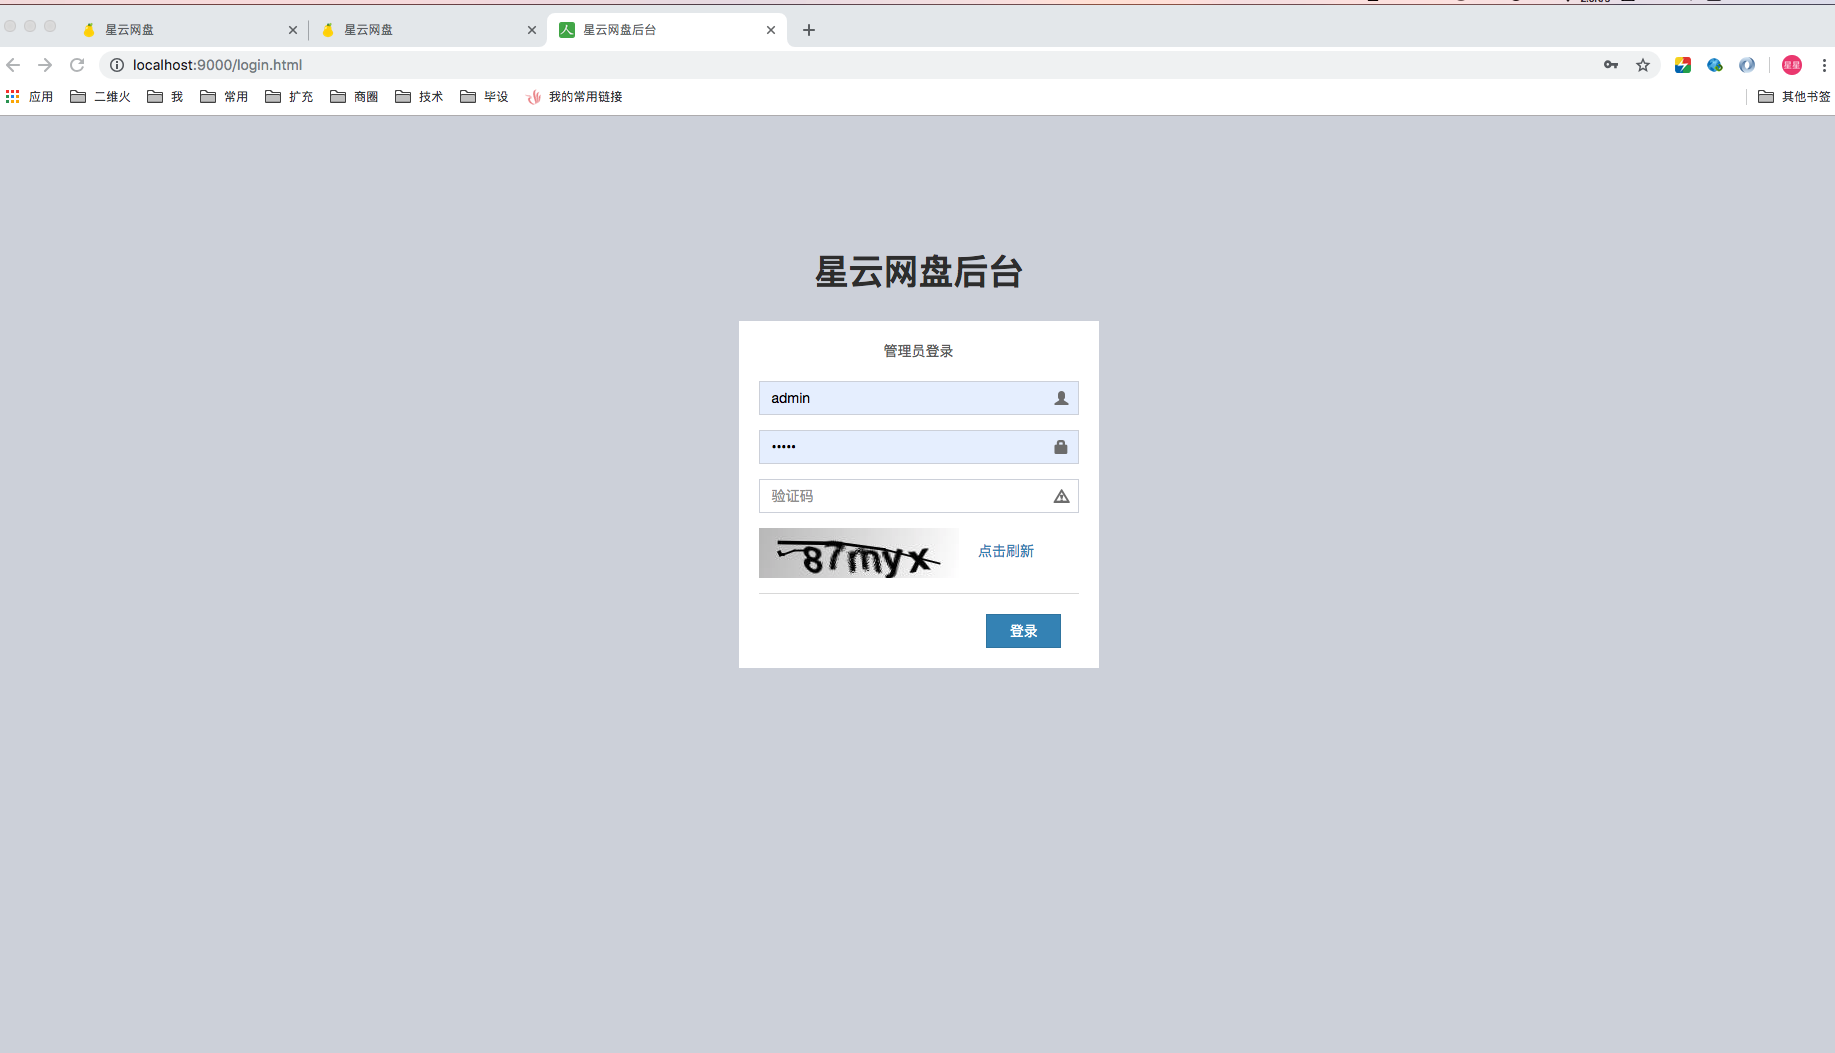 星云网盘
星云网盘
星云网盘后台
localhost:9000/login.html
星星
应用
二维火
我
常用
扩充
商圈
技术
毕设
我的常用链接
其他书签
星云网盘后台
管理员登录
admin
•••••
验证码
87myx
点击刷新
登录